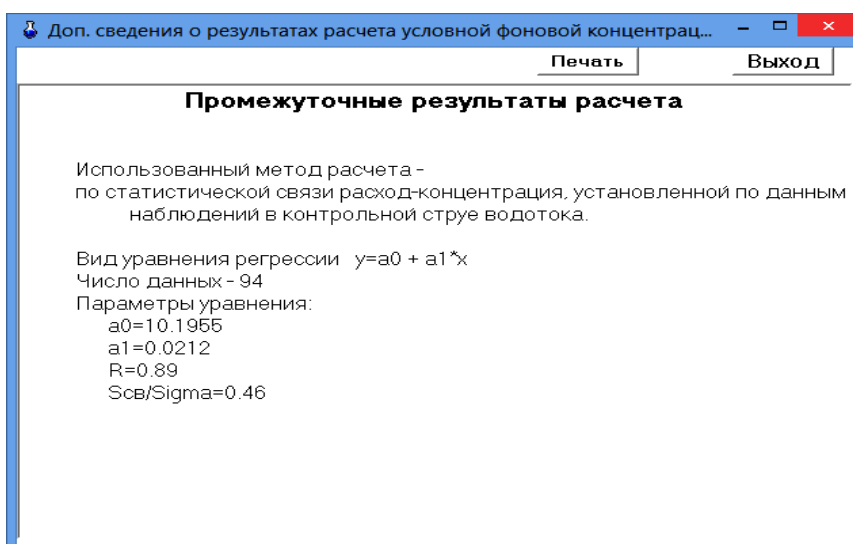 Доп. сведения о результатах расчета условной фоновой концентрац...
Печать Выход
Промежуточные результаты расчета
Использованный метод расчета -
по статистической связи расход-концентрация, установленной по данным
наблюдений в контрольной струе водотока.
Вид уравнения регрессии y=a0 + a1*x
Число данных - 94
Параметры уравнения:
a0=10.1955
a1=0.0212
R=0.89
Sсв/Sigma=0.46